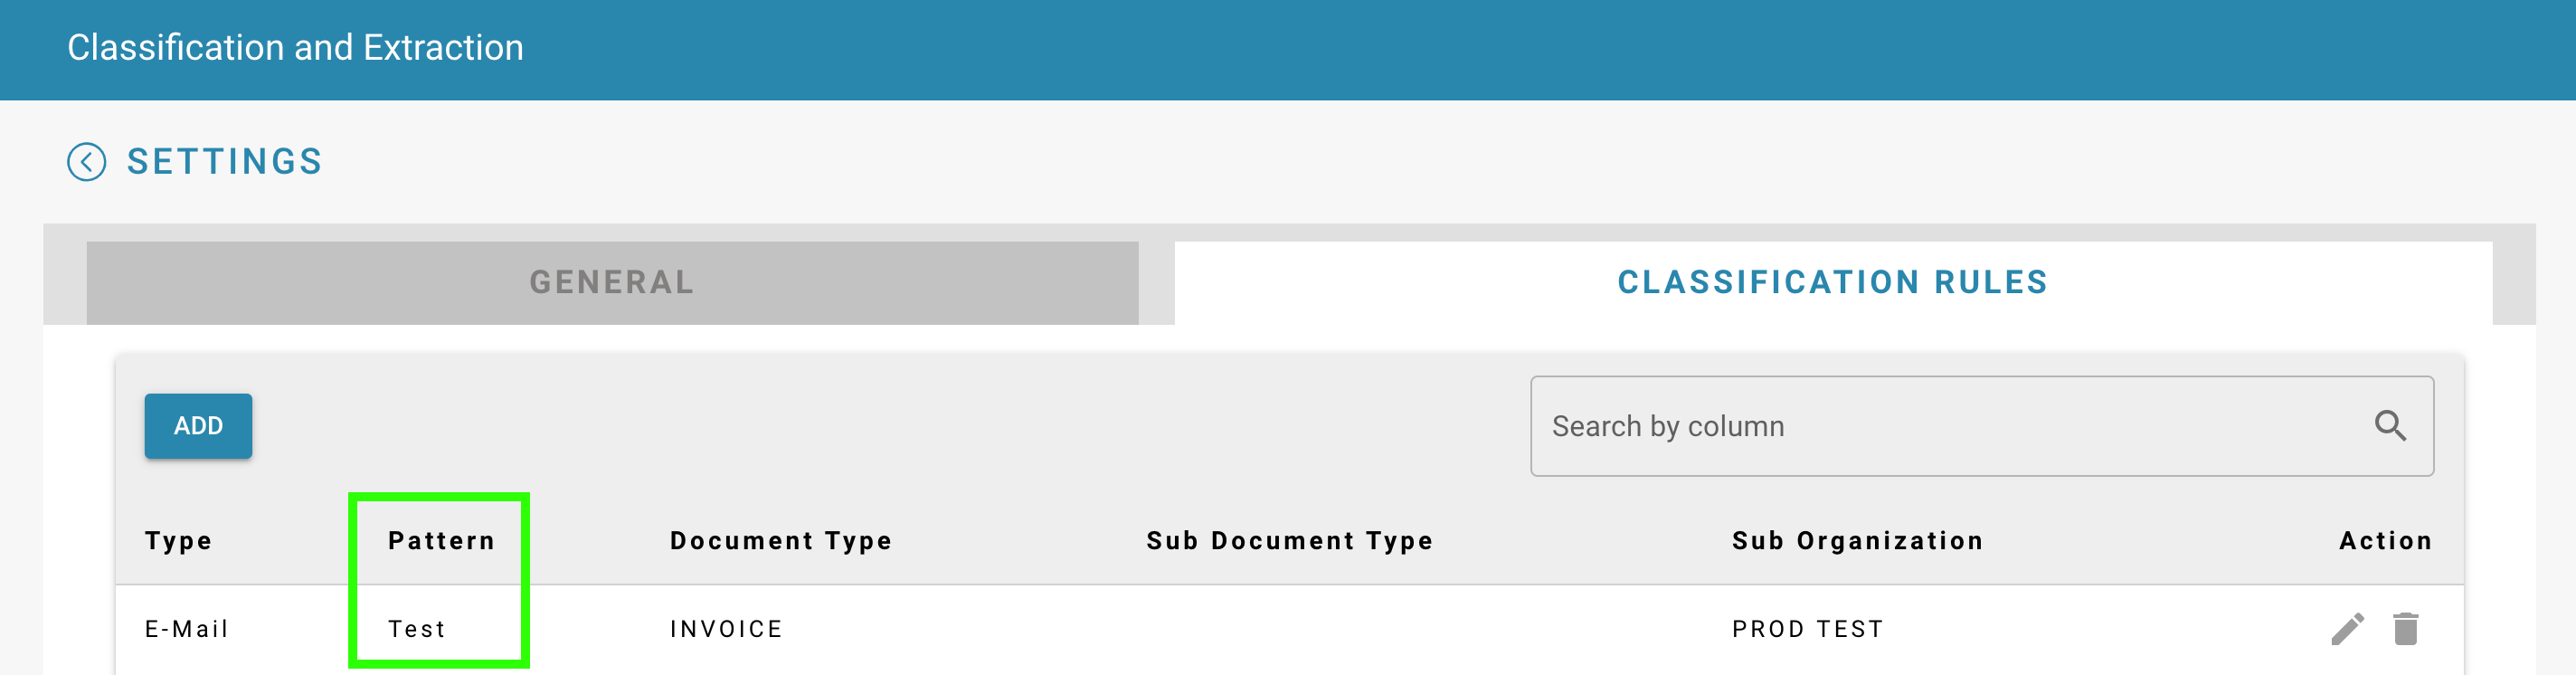 Classification and Extraction
SETTINGS
GENERAL CLASSIFICATION RULES
ADD Search by column
Type Pattern Document Type Sub Document Type Sub Organization Action
E-Mail Test INVOICE PROD TEST